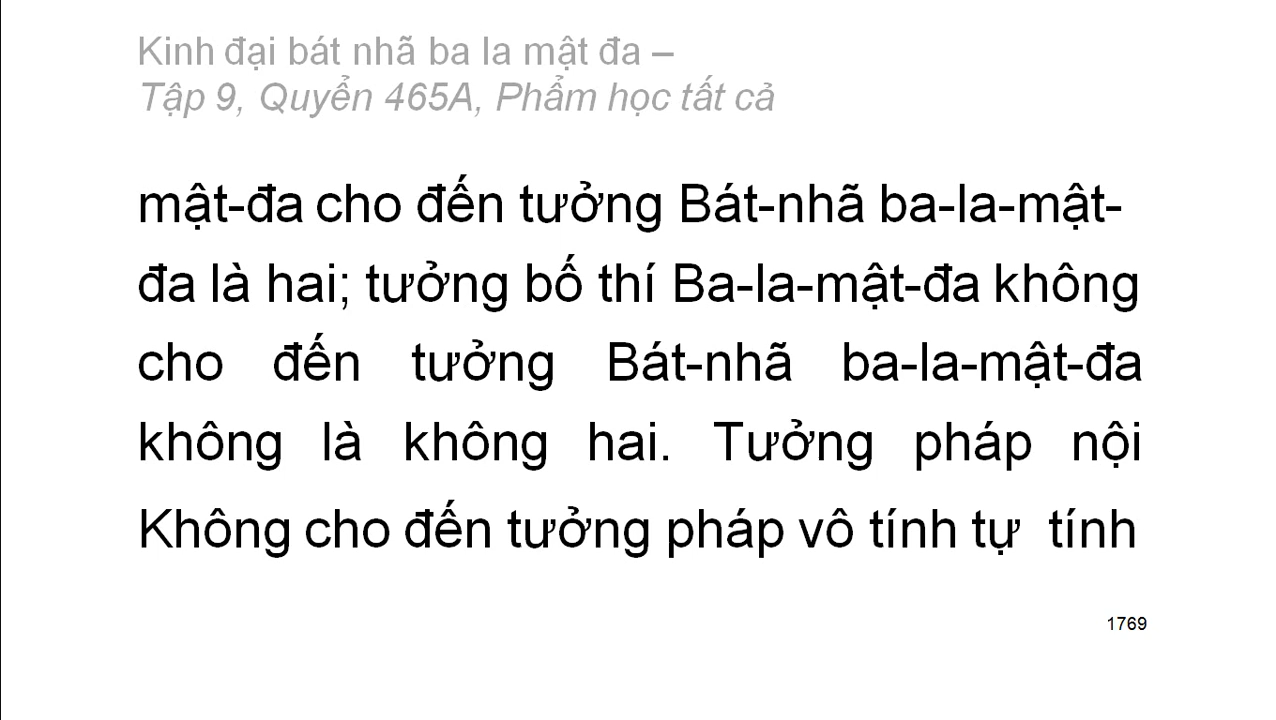 Kinh đại bát nhã ba la mật đa –
Tập 9, Quyển 465A, Phẩm học tất cả
mật-đa cho đến tưởng Bát-nhã ba-la-mật-
đa là hai; tưởng bố thí Ba-la-mật-đa không
cho đến tưởng Bát-nhã ba-la-mật-đa
không là không hai. Tưởng pháp nội
Không cho đến tưởng pháp vô tính tự tính
1769